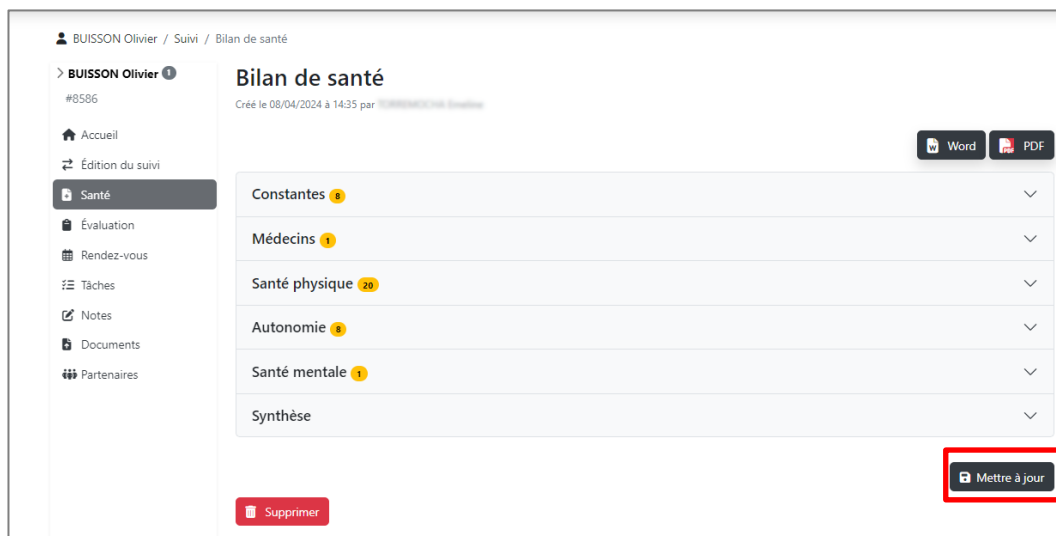 BUISSON Olivier / Suivi / Bilan de santé
BUISSON Olivier 1
#8586
Accueil
Édition du suivi
Santé
Évaluation
Rendez-vous
Tâches
Notes
Documents
Partenaires
Bilan de santé
Créé le 08/04/2024 à 14:35 par
Word PDF
Constantes 8
Médecins 1
Santé physique 20
Autonomie 8
Santé mentale 1
Synthèse
Mettre à jour
Supprimer